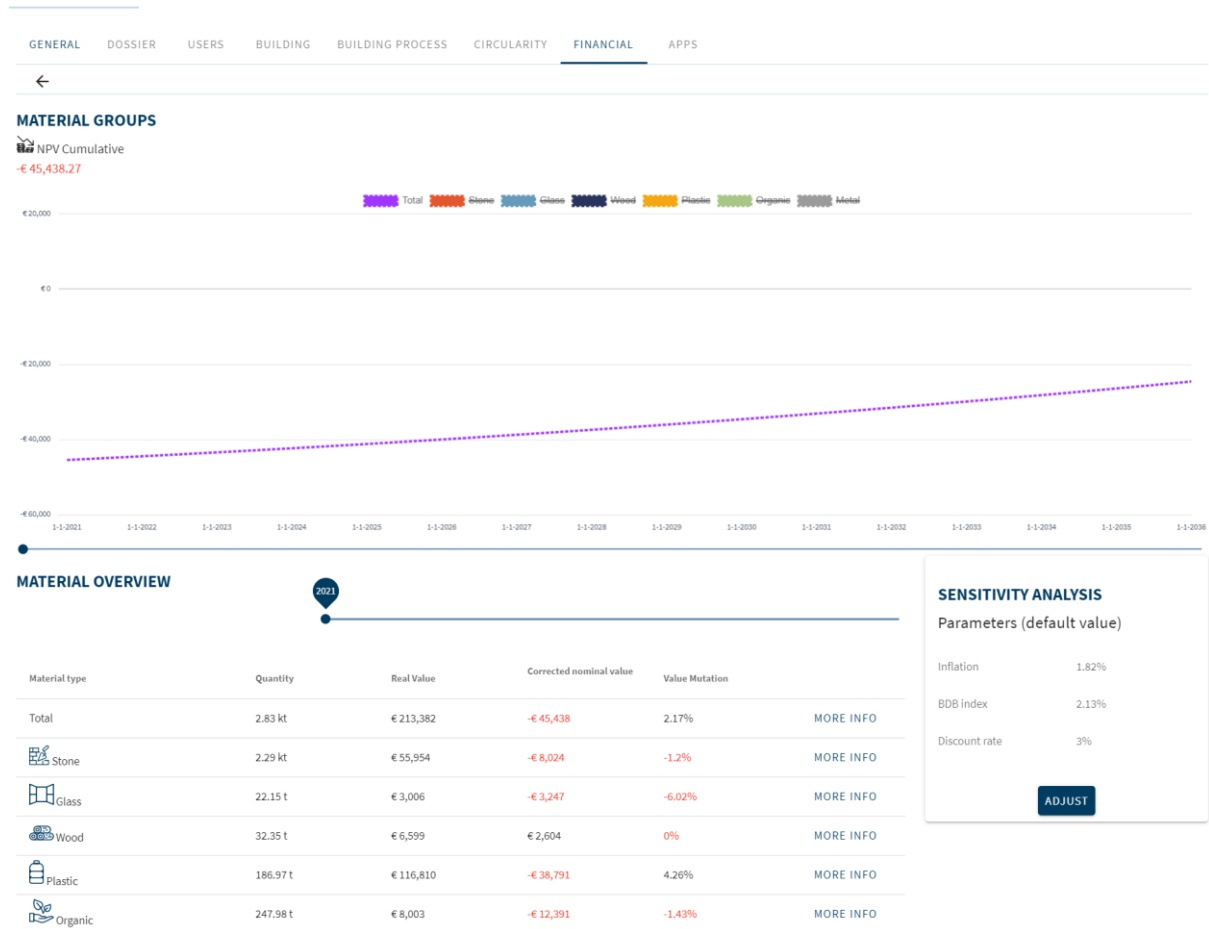 GENERAL DOSSIER USERS BUILDING BUILDING PROCESS CIRCULARITY FINANCIAL APPS
MATERIAL GROUPS
NPV Cumulative
-€ 45,438.27
Total Stone Glass Wood Plastic Organic Metal
€ 20,000
€ 0
-€ 20,000
-€ 40,000
-€ 60,000
1-1-2021 1-1-2022 1-1-2023 1-1-2024 1-1-2025 1-1-2026 1-1-2027 1-1-2028 1-1-2029 1-1-2030 1-1-2031 1-1-2032 1-1-2033 1-1-2034 1-1-2035 1-1-2036
MATERIAL OVERVIEW
2021
Material type Quantity Real Value Corrected nominal value Value Mutation
Total 2.83 kt € 213,382 -€ 45,438 2.17% MORE INFO
Stone 2.29 kt € 55,954 -€ 8,024 -1.2% MORE INFO
Glass 22.15 t € 3,006 -€ 3,247 -6.02% MORE INFO
Wood 32.35 t € 6,599 € 2,604 0% MORE INFO
Plastic 186.97 t € 116,810 -€ 38,791 4.26% MORE INFO
Organic 247.98 t € 8,003 -€ 12,391 -1.43% MORE INFO
SENSITIVITY ANALYSIS
Parameters (default value)
Inflation 1.82%
BDB index 2.13%
Discount rate 3%
ADJUST